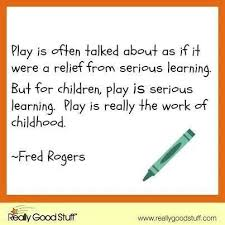 Play is often talked about as if it
were a relief from serious learning.
But for children, play is serious
learning. Play is really the work of
childhood.
~Fred Rogers
Really Good Stuff
www.reallygoodstuff.com